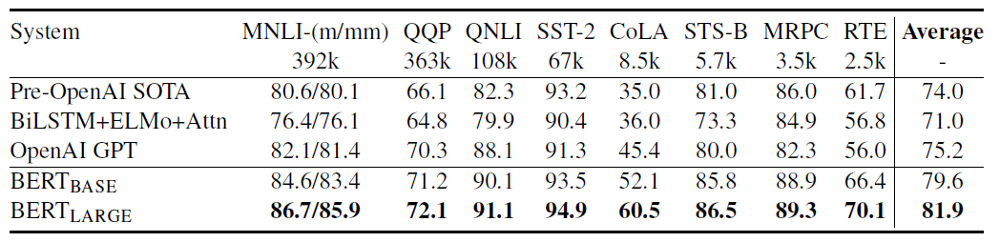 System MNLI-(m/mm) QQP QNLI SST-2 CoLA STS-B MRPC RTE Average
392k 363k 108k 67k 8.5k 5.7k 3.5k 2.5k -
Pre-OpenAI SOTA 80.6/80.1 66.1 82.3 93.2 35.0 81.0 86.0 61.7 74.0
BiLSTM+ELMo+Attn 76.4/76.1 64.8 79.9 90.4 36.0 73.3 84.9 56.8 71.0
OpenAI GPT 82.1/81.4 70.3 88.1 91.3 45.4 80.0 82.3 56.0 75.2
BERTBASE 84.6/83.4 71.2 90.1 93.5 52.1 85.8 88.9 66.4 79.6
BERTLARGE 86.7/85.9 72.1 91.1 94.9 60.5 86.5 89.3 70.1 81.9